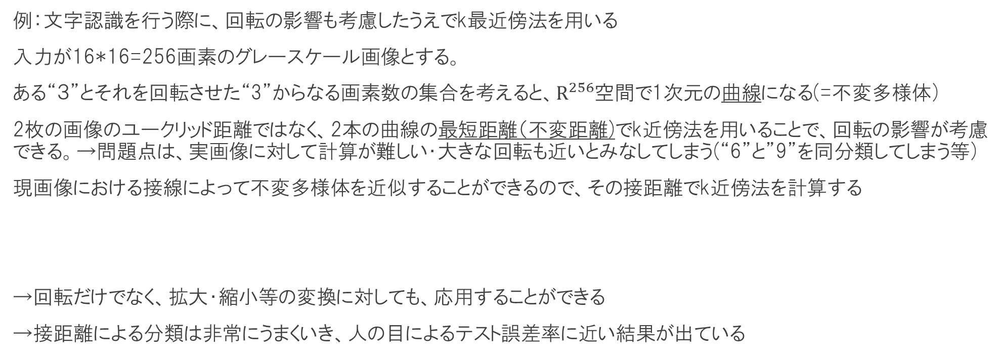 例：文字認識を行う際に、回転の影響も考慮したうえでk最近傍法を用いる
入力が16*16=256画素のグレースケール画像とする。
ある“３”とそれを回転させた“3”からなる画素数の集合を考えると、R²⁵⁶空間で1次元の曲線になる(=不変多様体)
2枚の画像のユークリッド距離ではなく、2本の曲線の最短距離(不変距離)でk近傍法を用いることで、回転の影響が考慮
できる。→問題点は、実画像に対して計算が難しい・大きな回転も近いとみなしてしまう(“6”と”9”を同分類してしまう等)
現画像における接線によって不変多様体を近似することができるので、その接距離でk近傍法を計算する
→回転だけでなく、拡大・縮小等の変換に対しても、応用することができる
→接距離による分類は非常にうまくいき、人の目によるテスト誤差率に近い結果が出ている